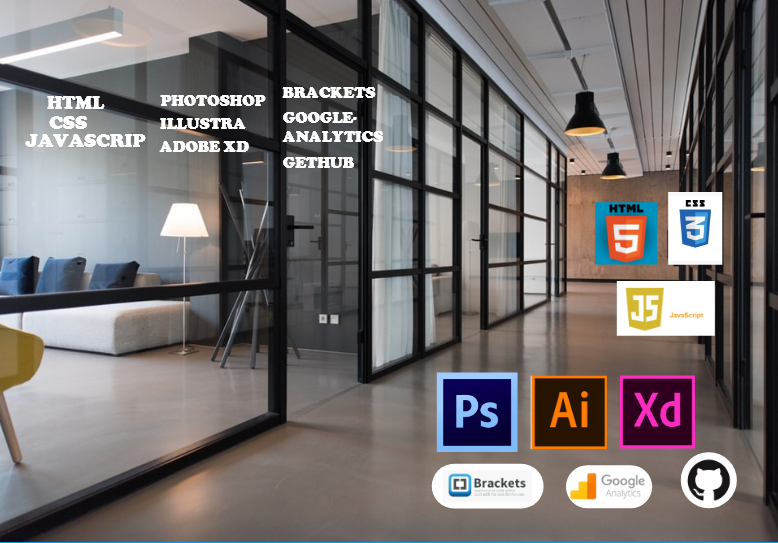 HTML
CSS
JAVASCRIP
PHOTOSHOP
ILLUSTRA
ADOBE XD
BRACKETS
GOOGLE-
ANALYTICS
GETHUB
HTML
5
CSS
3
JS
JavaScript
Ps
Ai
Xd
Brackets
Google
Analytics